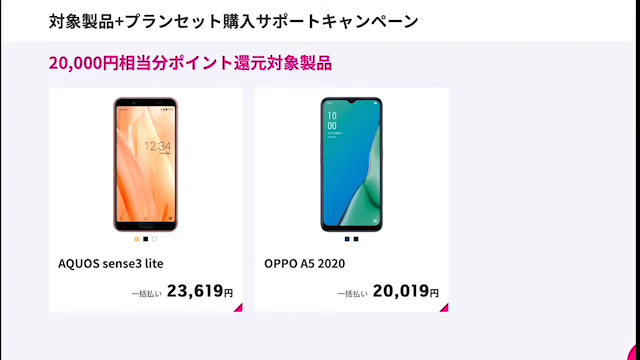 対象製品+プランセット購入サポートキャンペーン
20,000円相当分ポイント還元対象製品
12:34
10
00
AQUOS sense3 lite
OPPO A5 2020
一括払い 23,619円
一括払い 20,019円